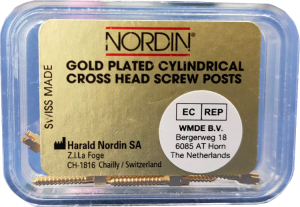 NORDIN®
GOLD PLATED CYLINDRICAL
CROSS HEAD SCREW POSTS
SWISS MADE
EC REP
WMDE B.V.
Bergerweg 18
6085 AT Horn
The Netherlands
Harald Nordin SA
Z.I.La Foge
CH-1816 Chailly / Switzerland